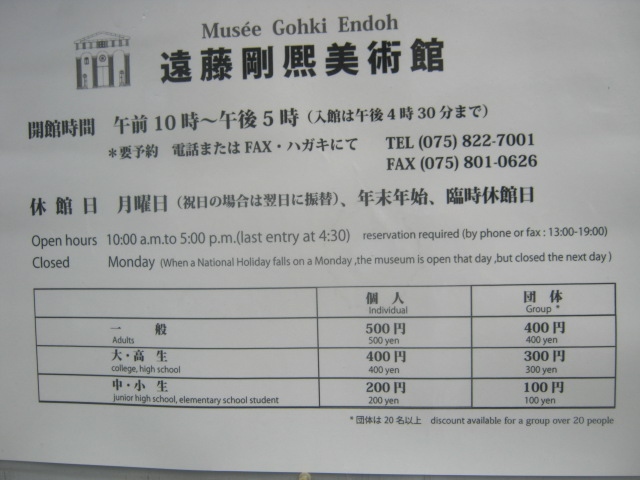 Musée Gohki Endoh
遠藤剛熙美術館
開館時間 午前10時～午後5時（入館は午後4時30分まで）
＊要予約 電話またはFAX・ハガキにて TEL (075) 822-7001
FAX (075) 801-0626
休館日 月曜日（祝日の場合は翌日に振替）、年末年始、臨時休館日
Open hours 10:00 a.m.to 5:00 p.m.(last entry at 4:30) reservation required (by phone or fax : 13:00-19:00)
Closed Monday (When a National Holiday falls on a Monday ,the museum is open that day ,but closed the next day )
個人 団体
Individual Group *
一般 500円 400円
Adults 500 yen 400 yen
大・高生 400円 300円
college, high school 400 yen 300 yen
中・小生 200円 100円
junior high school, elementary school student 200 yen 100 yen
* 団体は20名以上 discount available for a group over 20 people